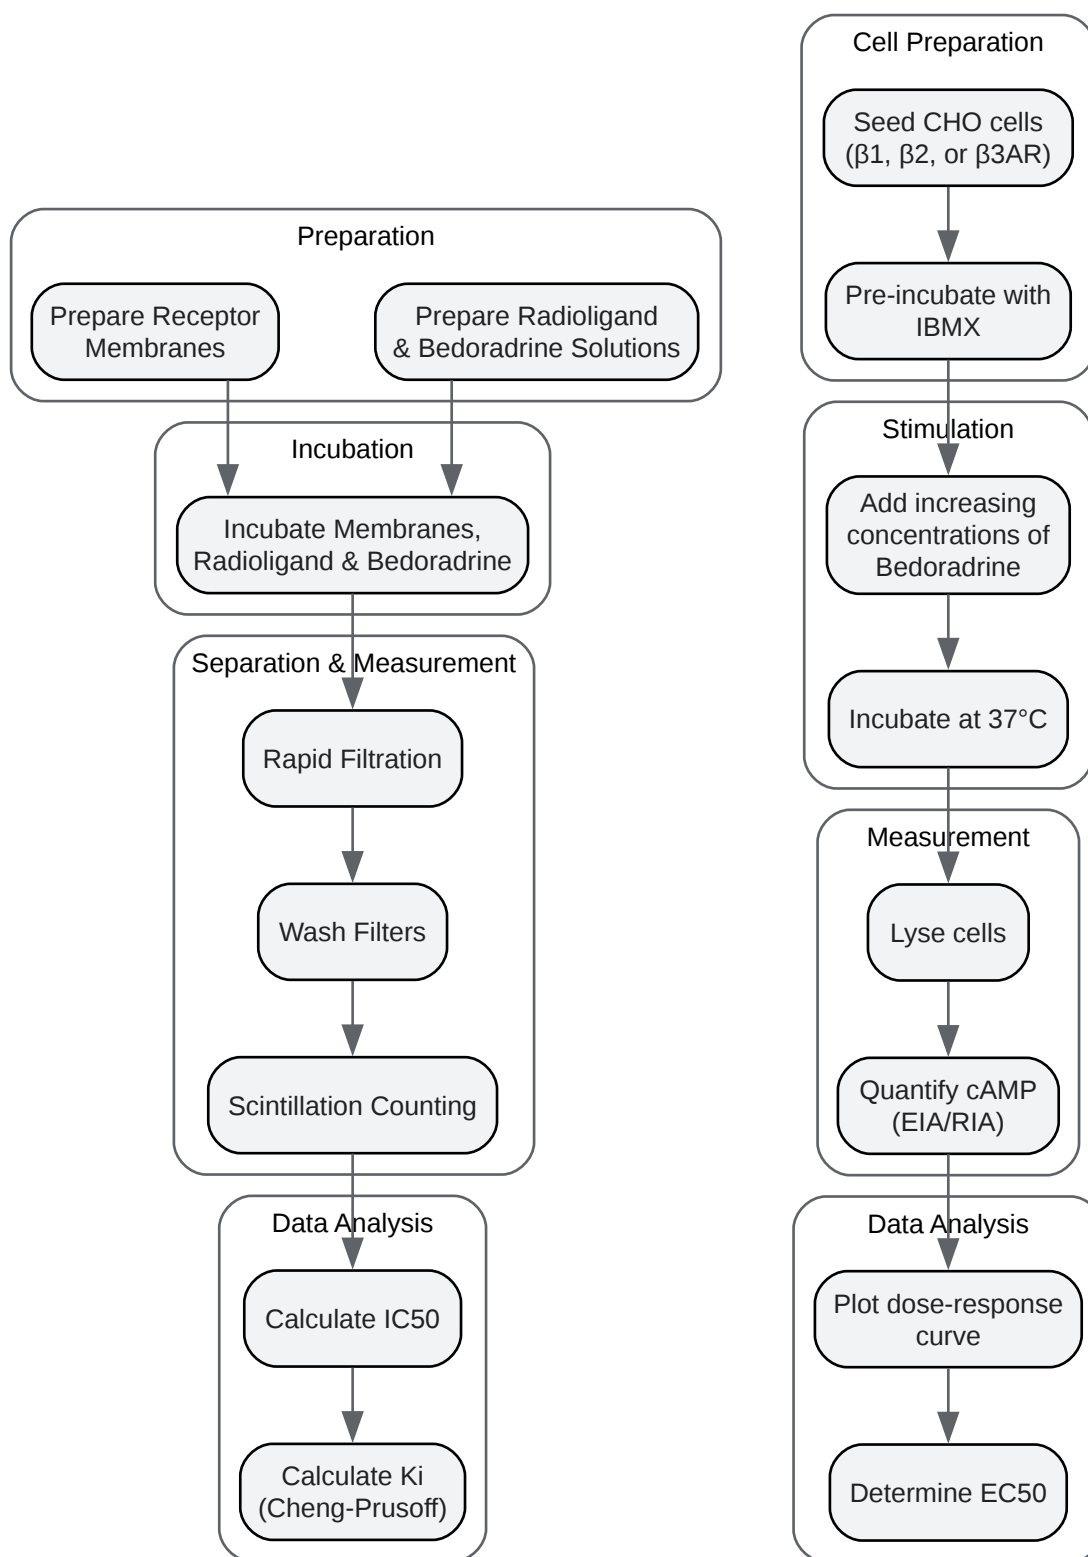 Preparation
Prepare Receptor
Membranes
Prepare Radioligand
& Bedoradrine Solutions
Incubation
Incubate Membranes,
Radioligand & Bedoradrine
Separation & Measurement
Rapid Filtration
Wash Filters
Scintillation Counting
Data Analysis
Calculate IC50
Calculate Ki
(Cheng-Prusoff)
Cell Preparation
Seed CHO cells
(β1, β2, or β3AR)
Pre-incubate with
IBMX
Stimulation
Add increasing
concentrations of
Bedoradrine
Incubate at 37°C
Measurement
Lyse cells
Quantify cAMP
(EIA/RIA)
Data Analysis
Plot dose-response
curve
Determine EC50